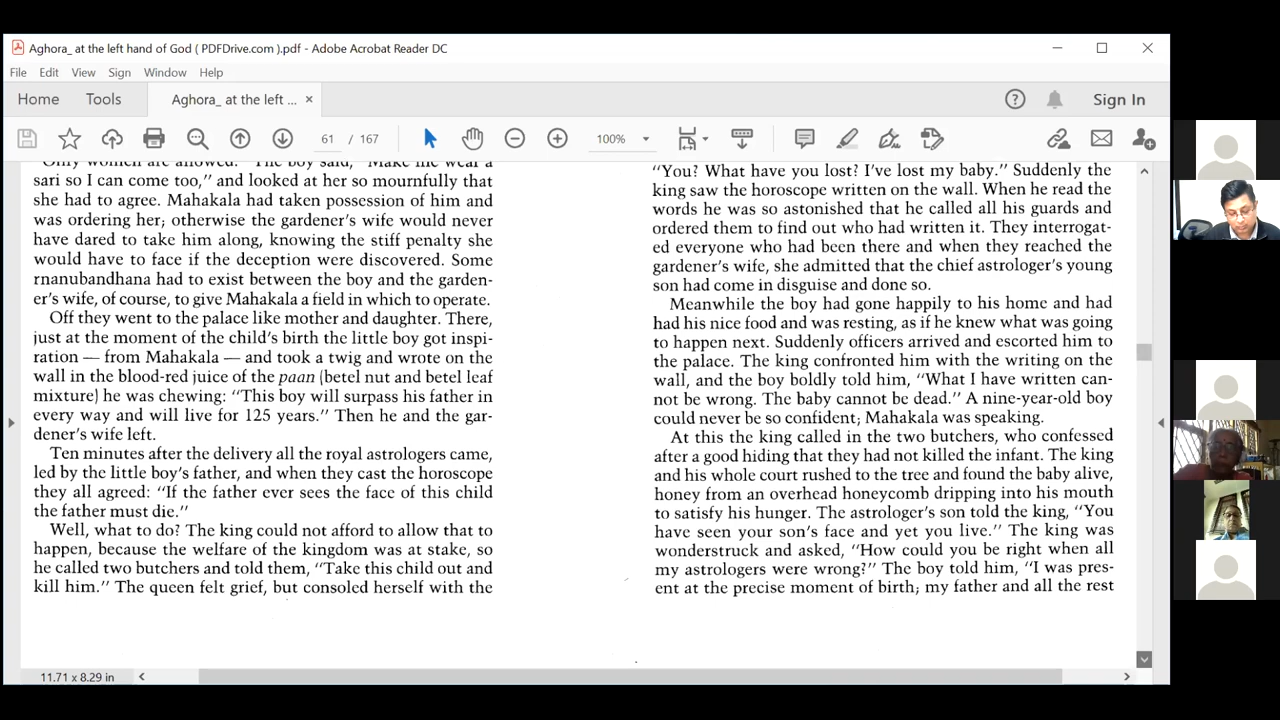 Aghora_ at the left hand of God ( PDFDrive.com ).pdf - Adobe Acrobat Reader DC
File Edit View Sign Window Help
Home Tools Aghora_ at the left ... × Sign In
61 / 167 100%
"Only women are allowed." The boy said, "Make me wear a
sari so I can come too," and looked at her so mournfully that
she had to agree. Mahakala had taken possession of him and
was ordering her; otherwise the gardener's wife would never
have dared to take him along, knowing the stiff penalty she
would have to face if the deception were discovered. Some
rnanubandhana had to exist between the boy and the garden-
er's wife, of course, to give Mahakala a field in which to operate.
Off they went to the palace like mother and daughter. There,
just at the moment of the child's birth the little boy got inspi-
ration — from Mahakala — and took a twig and wrote on the
wall in the blood-red juice of the paan (betel nut and betel leaf
mixture) he was chewing: "This boy will surpass his father in
every way and will live for 125 years." Then he and the gar-
dener's wife left.
Ten minutes after the delivery all the royal astrologers came,
led by the little boy's father, and when they cast the horoscope
they all agreed: "If the father ever sees the face of this child
the father must die."
Well, what to do? The king could not afford to allow that to
happen, because the welfare of the kingdom was at stake, so
he called two butchers and told them, "Take this child out and
kill him." The queen felt grief, but consoled herself with the
"You? What have you lost? I've lost my baby." Suddenly the
king saw the horoscope written on the wall. When he read the
words he was so astonished that he called all his guards and
ordered them to find out who had written it. They interrogat-
ed everyone who had been there and when they reached the
gardener's wife, she admitted that the chief astrologer's young
son had come in disguise and done so.
Meanwhile the boy had gone happily to his home and had
had his nice food and was resting, as if he knew what was going
to happen next. Suddenly officers arrived and escorted him to
the palace. The king confronted him with the writing on the
wall, and the boy boldly told him, "What I have written can-
not be wrong. The baby cannot be dead." A nine-year-old boy
could never be so confident; Mahakala was speaking.
At this the king called in the two butchers, who confessed
after a good hiding that they had not killed the infant. The king
and his whole court rushed to the tree and found the baby alive,
honey from an overhead honeycomb dripping into his mouth
to satisfy his hunger. The astrologer's son told the king, "You
have seen your son's face and yet you live." The king was
wonderstruck and asked, "How could you be right when all
my astrologers were wrong?" The boy told him, "I was pres-
ent at the precise moment of birth; my father and all the rest
11.71 x 8.29 in